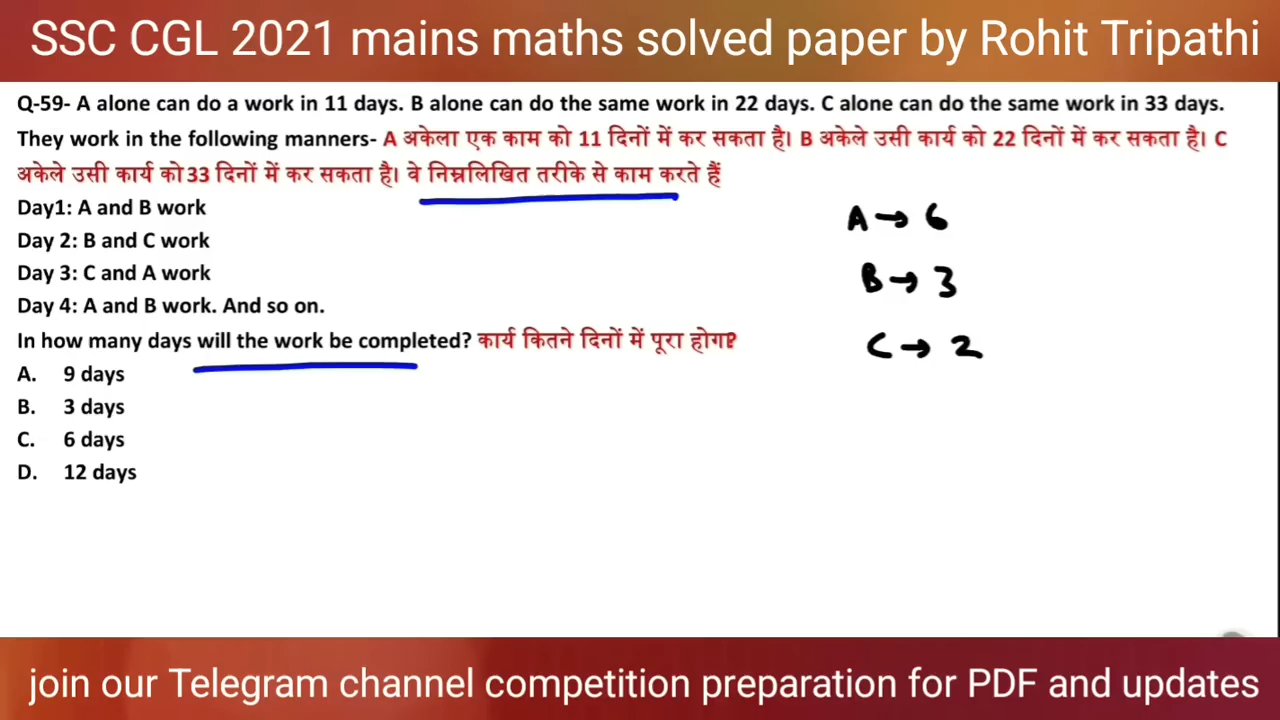 SSC CGL 2021 mains maths solved paper by Rohit Tripathi
Q-59- A alone can do a work in 11 days. B alone can do the same work in 22 days. C alone can do the same work in 33 days.
They work in the following manners- A अकेला एक काम को 11 दिनों में कर सकता है। B अकेले उसी कार्य को 22 दिनों में कर सकता है। C
अकेले उसी कार्य को 33 दिनों में कर सकता है। वे निम्नलिखित तरीके से काम करते हैं
Day1: A and B work
Day 2: B and C work
Day 3: C and A work
Day 4: A and B work. And so on.
In how many days will the work be completed? कार्य कितने दिनों में पूरा होगा?
A. 9 days
B. 3 days
C. 6 days
D. 12 days
A → 6
B → 3
C → 2
join our Telegram channel competition preparation for PDF and updates